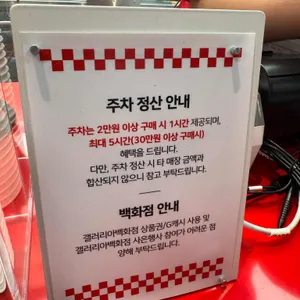 주차 정산 안내
주차는 2만원 이상 구매 시 1시간 제공되며,
최대 5시간(30만원 이상 구매시)
혜택을 드립니다.
다만, 주차 정산 시 타 매장 금액과
합산되지 않으니 참고 부탁드립니다.
백화점 안내
갤러리아백화점 상품권/G캐시 사용 및
갤러리아백화점 사은행사 참여가 어려운 점
양해 부탁드립니다.